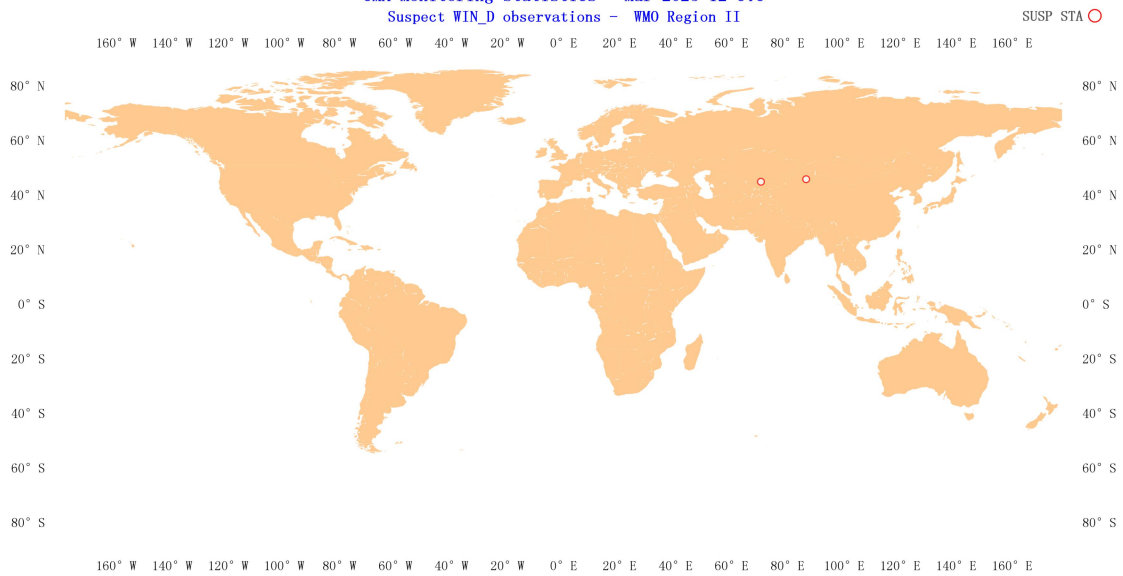 Suspect WIN_D observations - WMO Region II
SUSP STA
160° W 140° W 120° W 100° W 80° W 60° W 40° W 20° W 0° E 20° E 40° E 60° E 80° E 100° E 120° E 140° E 160° E
80° N 80° N
60° N 60° N
40° N 40° N
20° N 20° N
0° S 0° S
20° S 20° S
40° S 40° S
60° S 60° S
80° S 80° S
160° W 140° W 120° W 100° W 80° W 60° W 40° W 20° W 0° E 20° E 40° E 60° E 80° E 100° E 120° E 140° E 160° E